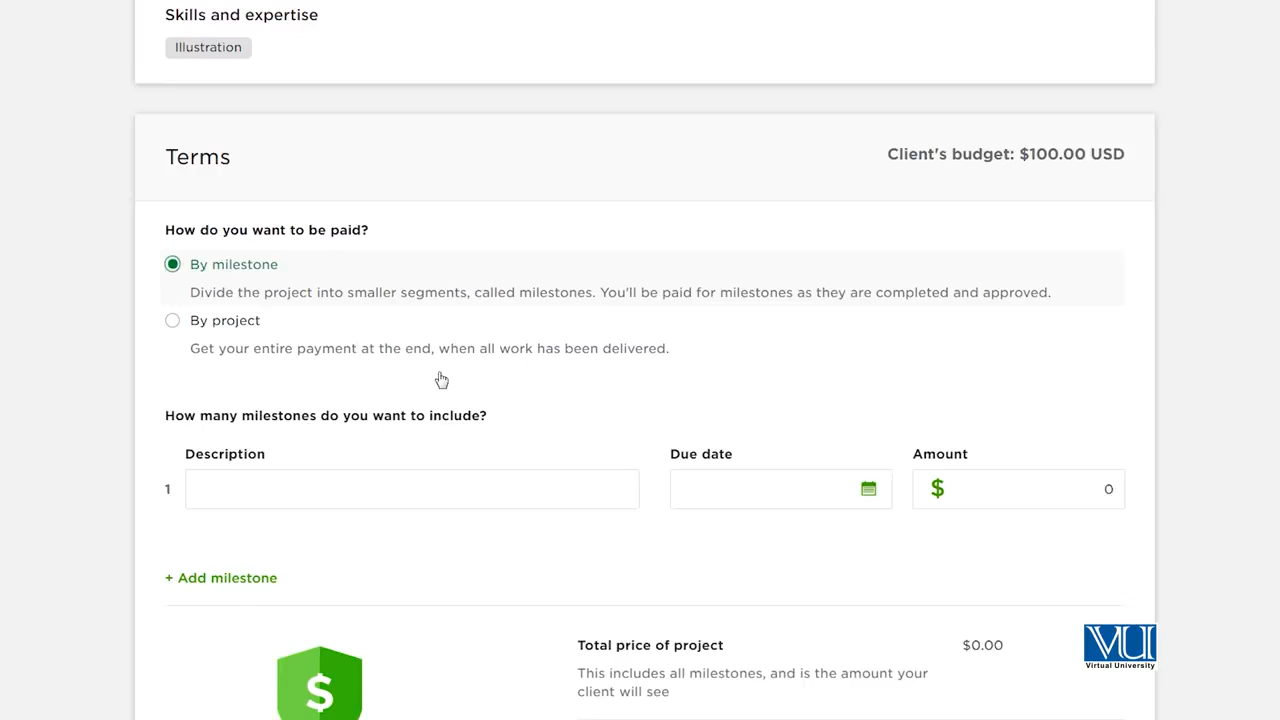 Skills and expertise
Illustration
Terms
Client's budget: $100.00 USD
How do you want to be paid?
By milestone
Divide the project into smaller segments, called milestones. You'll be paid for milestones as they are completed and approved.
By project
Get your entire payment at the end, when all work has been delivered.
How many milestones do you want to include?
Description Due date Amount
1 $ 0
+ Add milestone
$
Total price of project $0.00
This includes all milestones, and is the amount your
client will see
VU
Virtual University